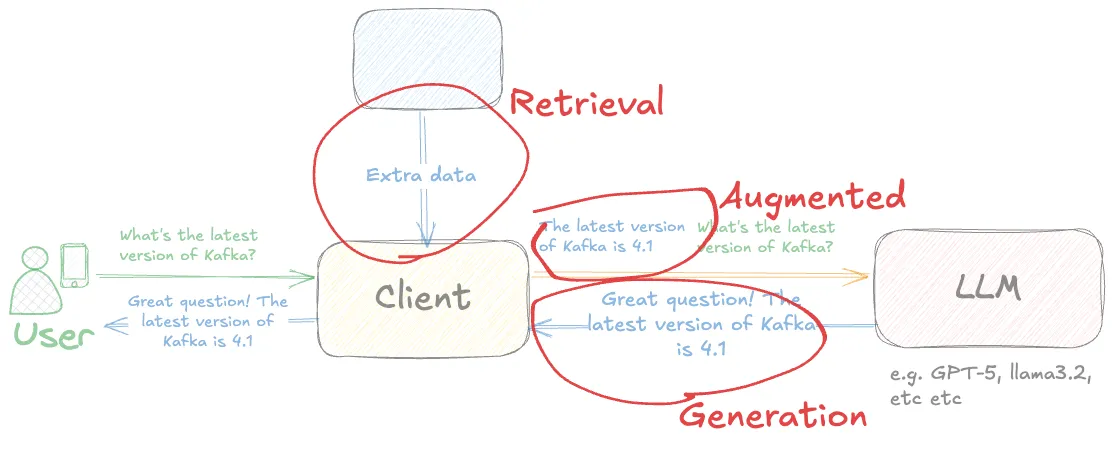 Retrieval
Extra data
Augmented
The latest version
of Kafka is 4.1
What's the latest
version of Kafka?
What's the latest
version of Kafka?
Client
LLM
User
Great question! The
latest version of
Kafka is 4.1
Great question! The
latest version of Kafka
is 4.1
e.g. GPT-5, llama3.2,
etc etc
Generation